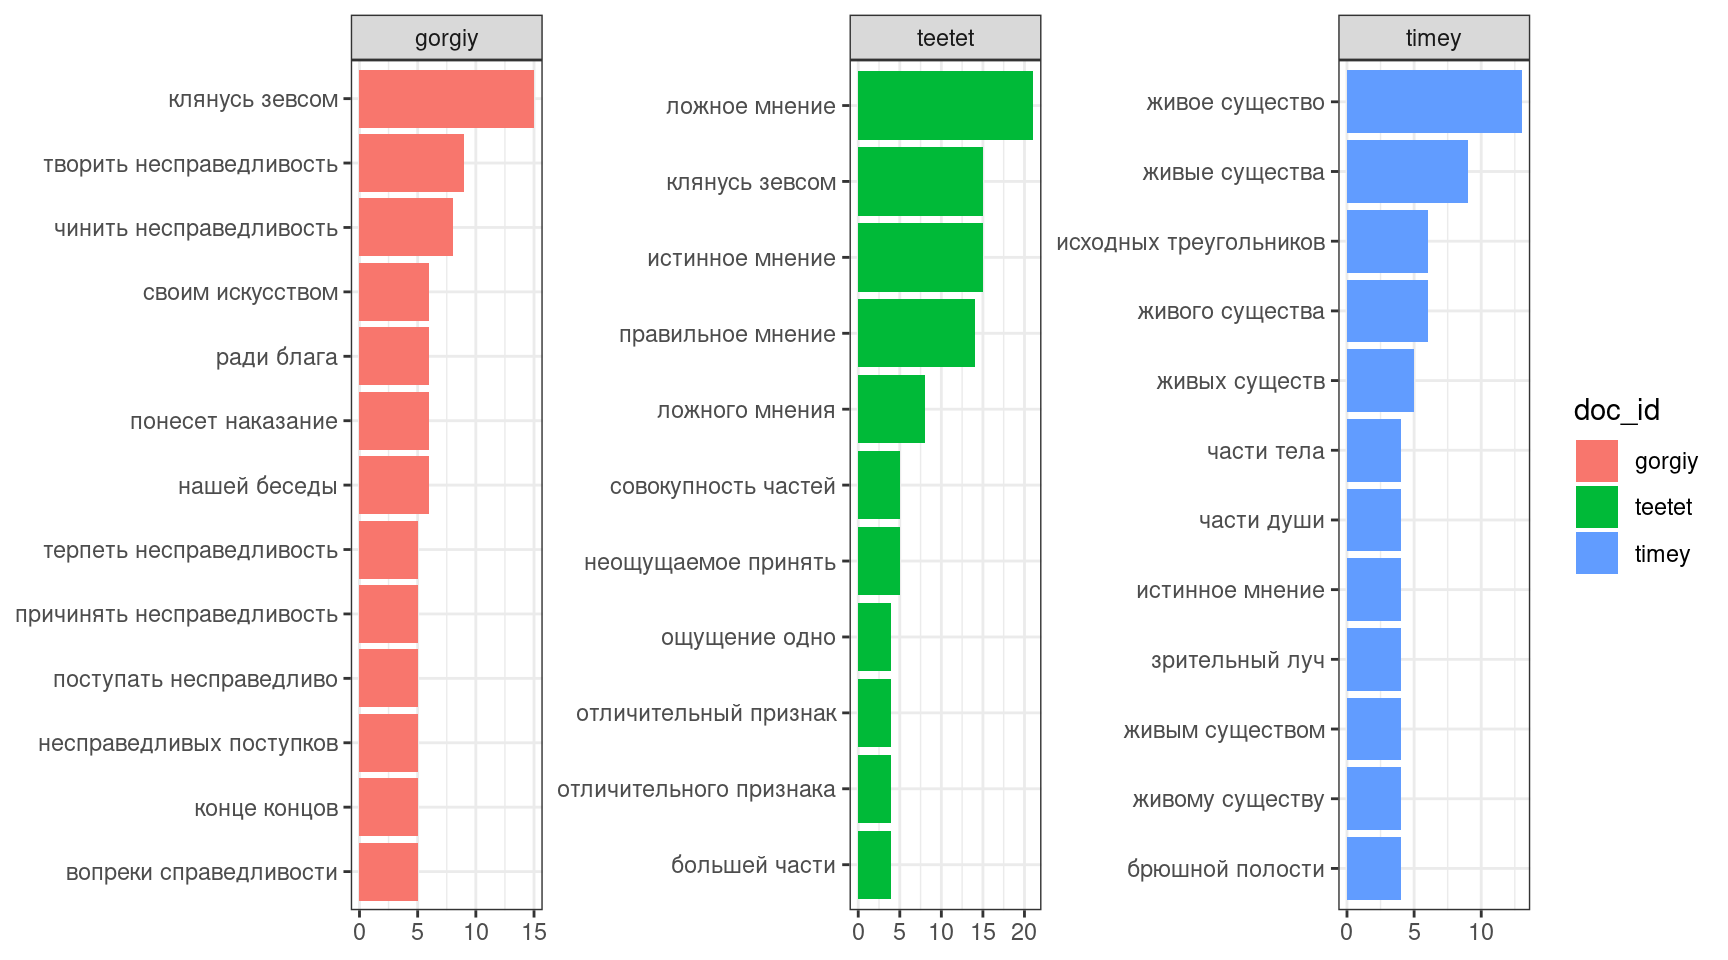 gorgiy
клянусь зевсом
творить несправедливость
чинить несправедливость
своим искусством
ради блага
понесет наказание
нашей беседы
терпеть несправедливость
причинять несправедливость
поступать несправедливо
несправедливых поступков
конце концов
вопреки справедливости
0 5 10 15
teetet
ложное мнение
клянусь зевсом
истинное мнение
правильное мнение
ложного мнения
совокупность частей
неощущаемое принять
ощущение одно
отличительный признак
отличительного признака
большей части
0 5 10 15 20
timey
живое существо
живые существа
исходных треугольников
живого существа
живых существ
части тела
части души
истинное мнение
зрительный луч
живым существом
живому существу
брюшной полости
0 5 10
doc_id
gorgiy
teetet
timey